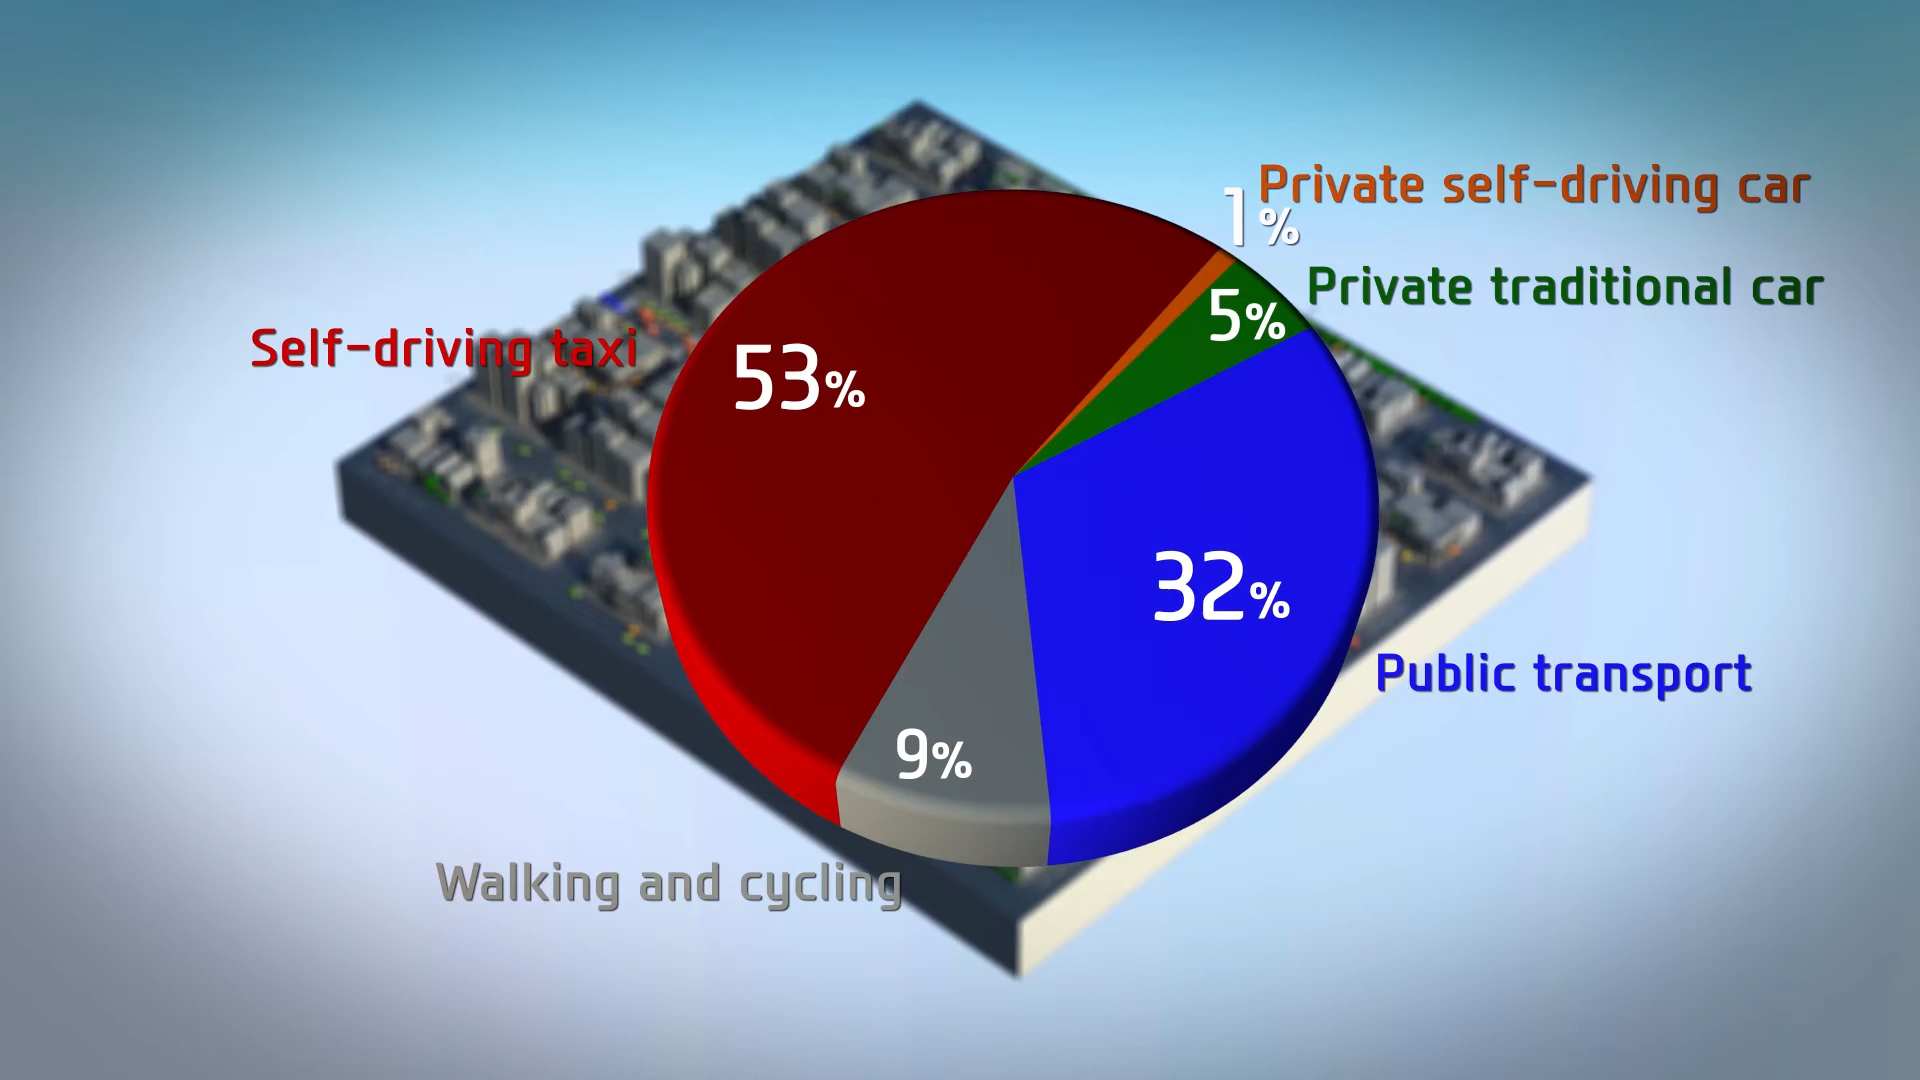 Private self-driving car
1%
Private traditional car
5%
Self-driving taxi
53%
32%
Public transport
9%
Walking and cycling